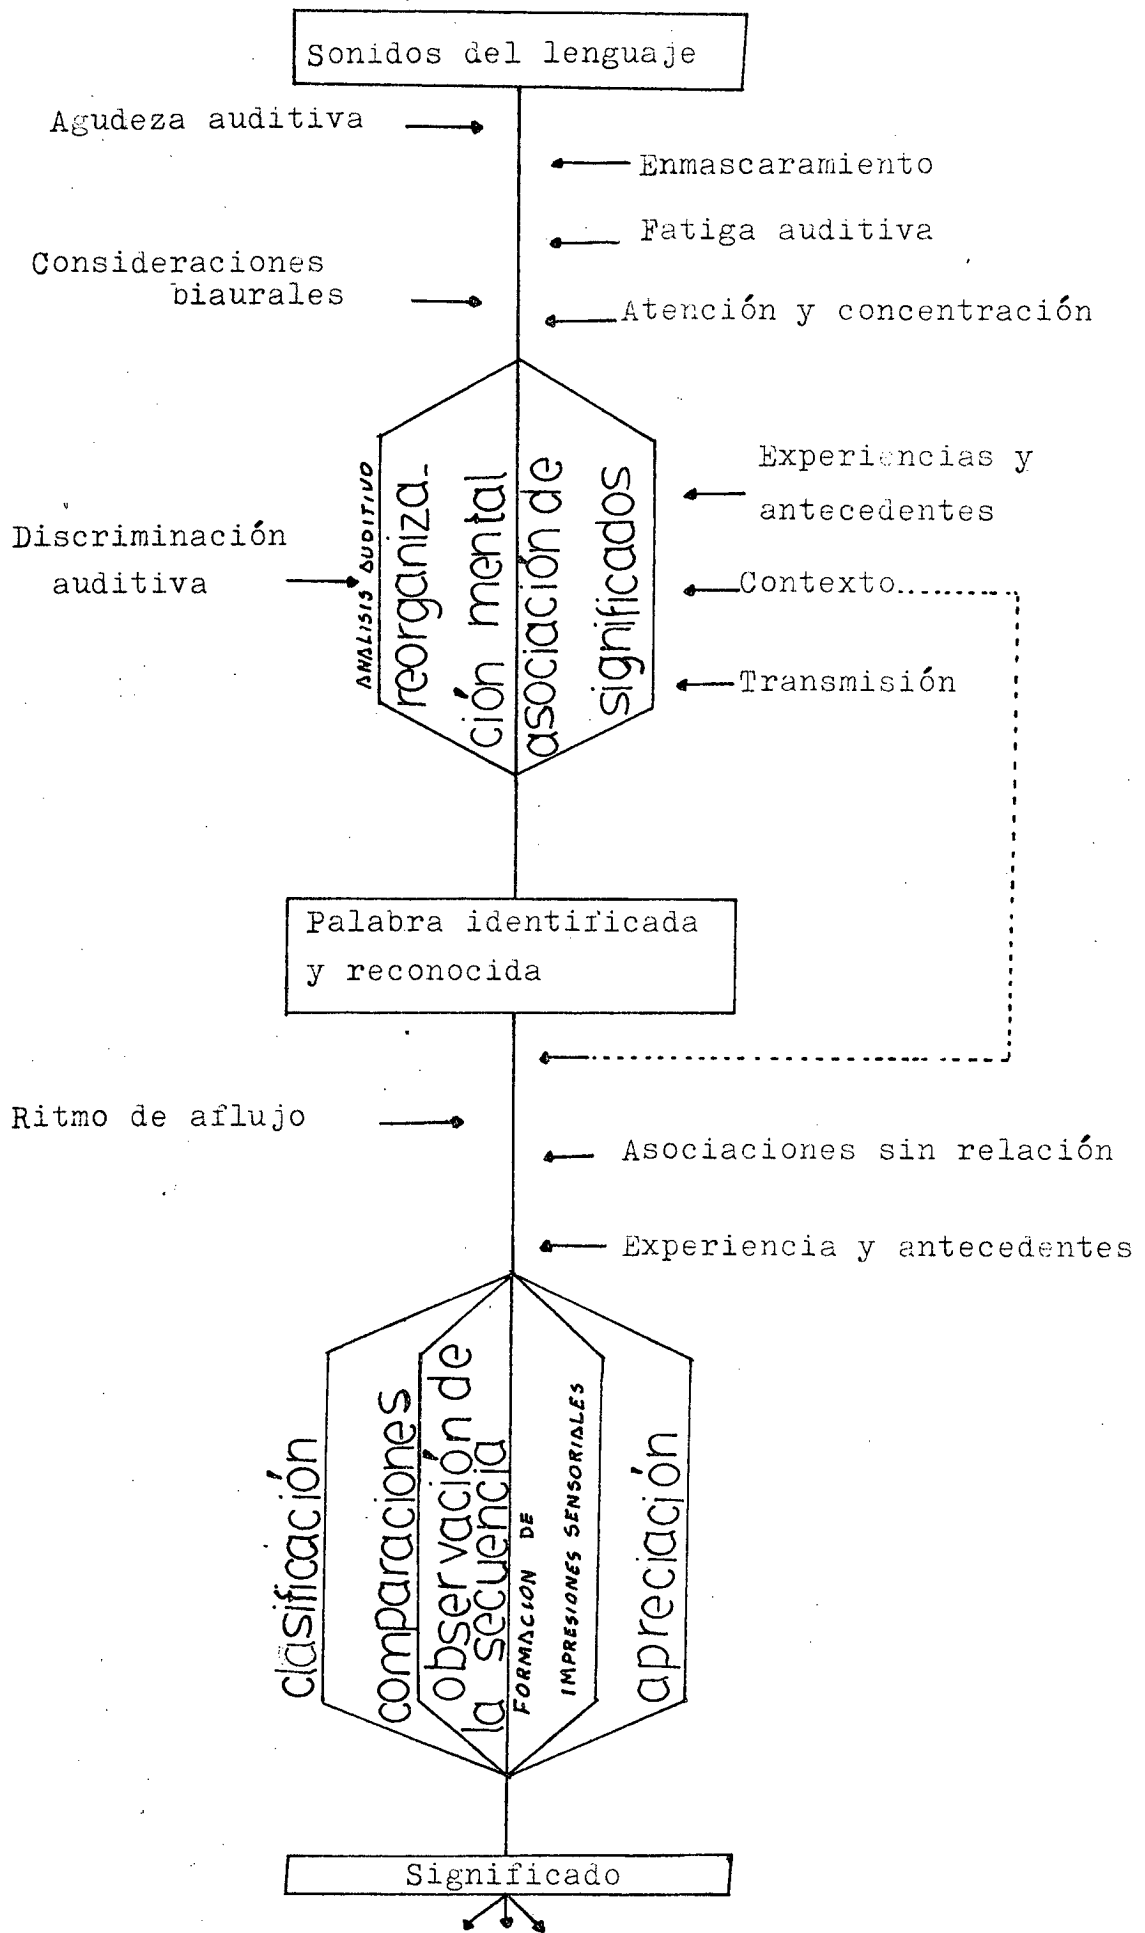 Sonidos del lenguaje
Agudeza auditiva
Enmascaramiento
Fatiga auditiva
Consideraciones
biaurales
Atención y concentración
ANALISIS AUDITIVO
reorganiza-
ción mental
asociación de
significados
Experiencias y
antecedentes
Discriminación
auditiva
Contexto
Transmisión
Palabra identificada
y reconocida
Ritmo de aflujo
Asociaciones sin relación
Experiencia y antecedentes
clasificación
comparaciones
observación de
la secuencia
FORMACION DE
IMPRESIONES SENSORIALES
apreciación
Significado